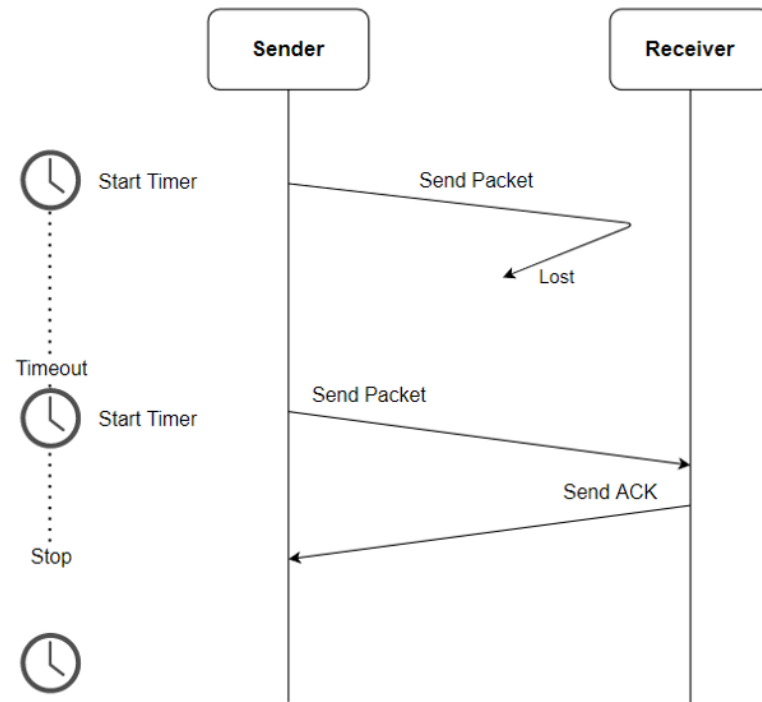 Sender
Receiver
Start Timer
Send Packet
Lost
Timeout
Send Packet
Start Timer
Send ACK
Stop